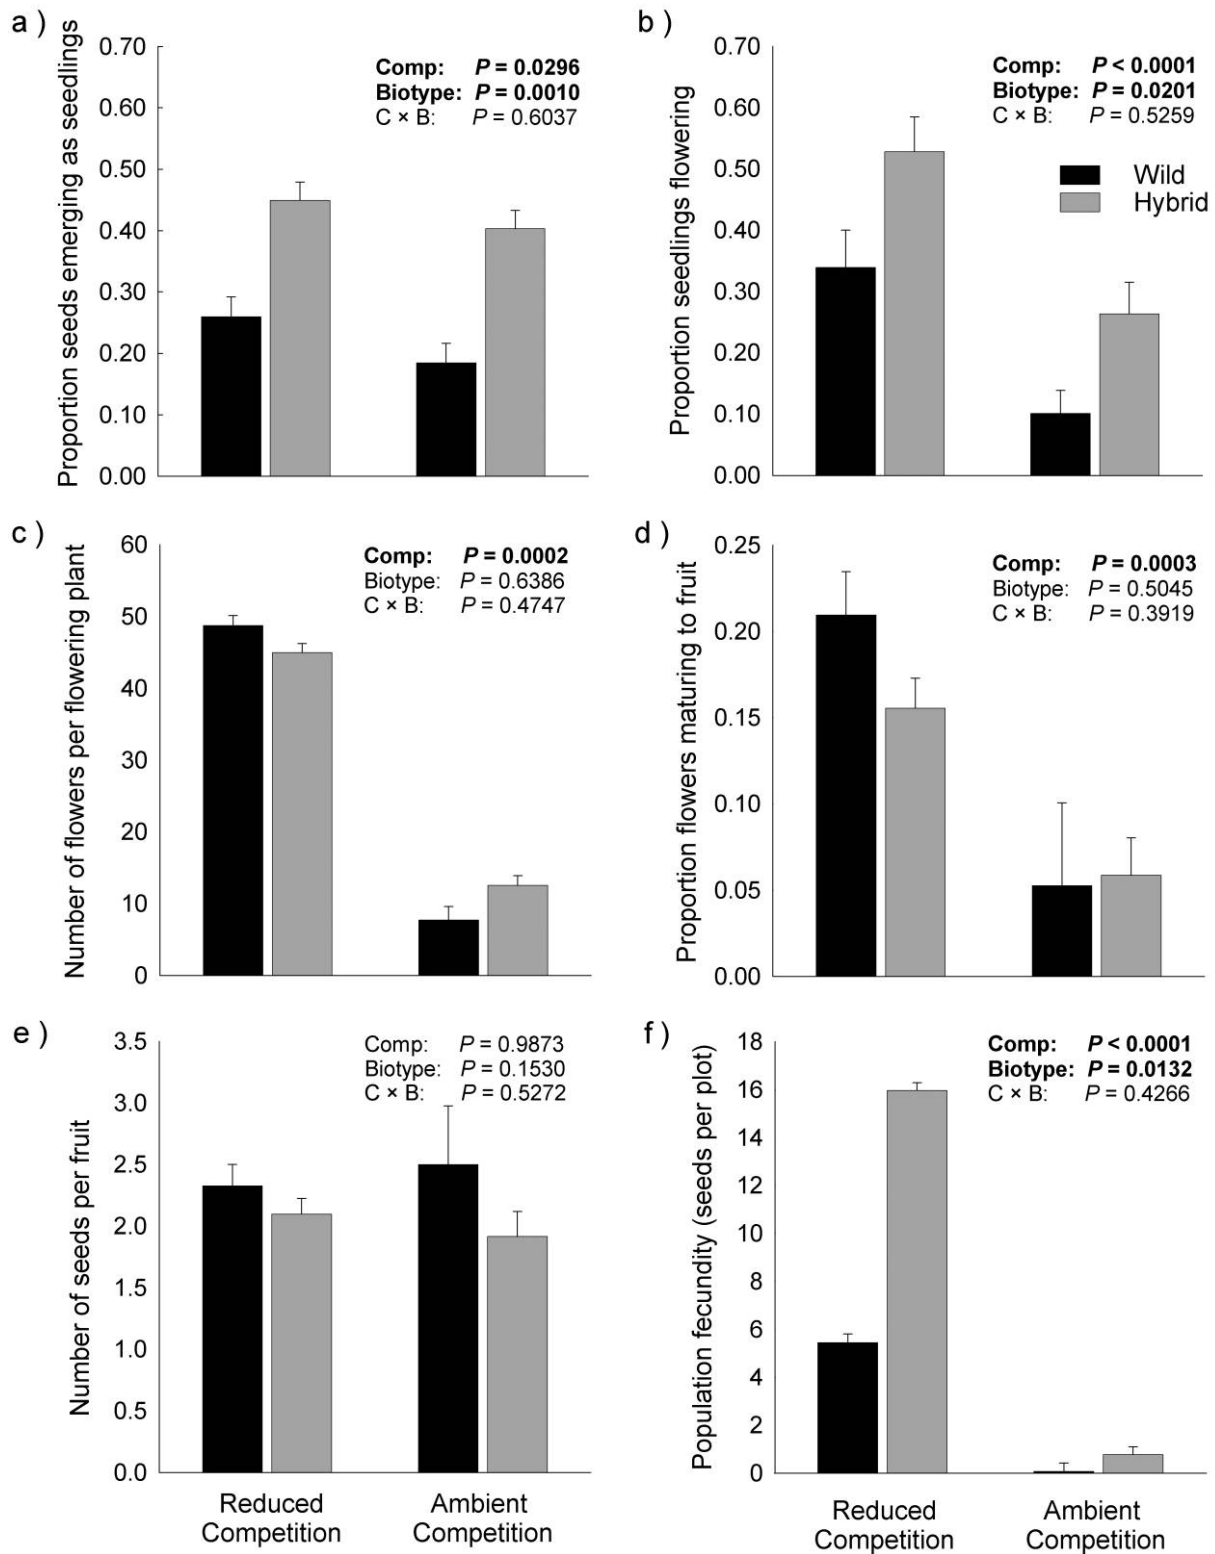 a )
Proportion seeds emerging as seedlings
0.70
0.60
0.50
0.40
0.30
0.20
0.10
0.00
Comp: P = 0.0296
Biotype: P = 0.0010
C × B: P = 0.6037
b )
Proportion seedlings flowering
0.70
0.60
0.50
0.40
0.30
0.20
0.10
0.00
Comp: P < 0.0001
Biotype: P = 0.0201
C × B: P = 0.5259
Wild
Hybrid
c )
Number of flowers per flowering plant
60
50
40
30
20
10
0
Comp: P = 0.0002
Biotype: P = 0.6386
C × B: P = 0.4747
d )
Proportion flowers maturing to fruit
0.25
0.20
0.15
0.10
0.05
0.00
Comp: P = 0.0003
Biotype: P = 0.5045
C × B: P = 0.3919
e )
Number of seeds per fruit
3.5
3.0
2.5
2.0
1.5
1.0
0.5
0.0
Comp: P = 0.9873
Biotype: P = 0.1530
C × B: P = 0.5272
Reduced
Competition
Ambient
Competition
f )
Population fecundity (seeds per plot)
18
16
14
12
10
8
6
4
2
0
Comp: P < 0.0001
Biotype: P = 0.0132
C × B: P = 0.4266
Reduced
Competition
Ambient
Competition